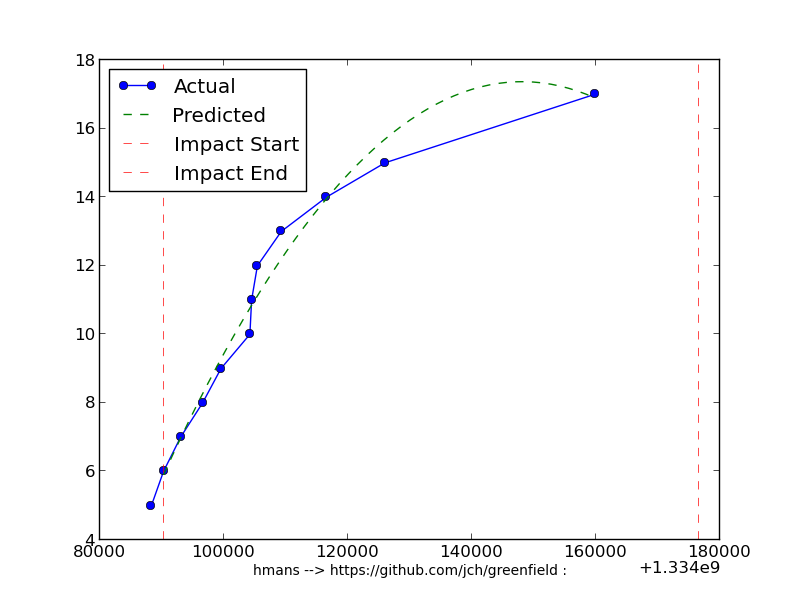 18
16
14
12
10
8
6
4
Actual
Predicted
Impact Start
Impact End
80000 100000 120000 140000 160000 180000
hmans --> https://github.com/jch/greenfield :
+1.334e9